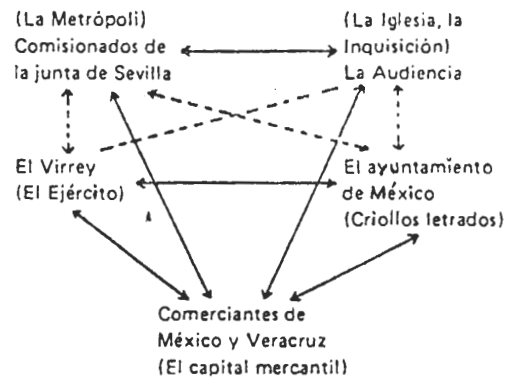 (La Metrópoli)
Comisionados de
la junta de Sevilla
(La Iglesia, la
Inquisición)
La Audiencia
El Virrey
(El Ejército)
El ayuntamiento
de México
(Criollos letrados)
Comerciantes de
México y Veracruz
(El capital mercantil)